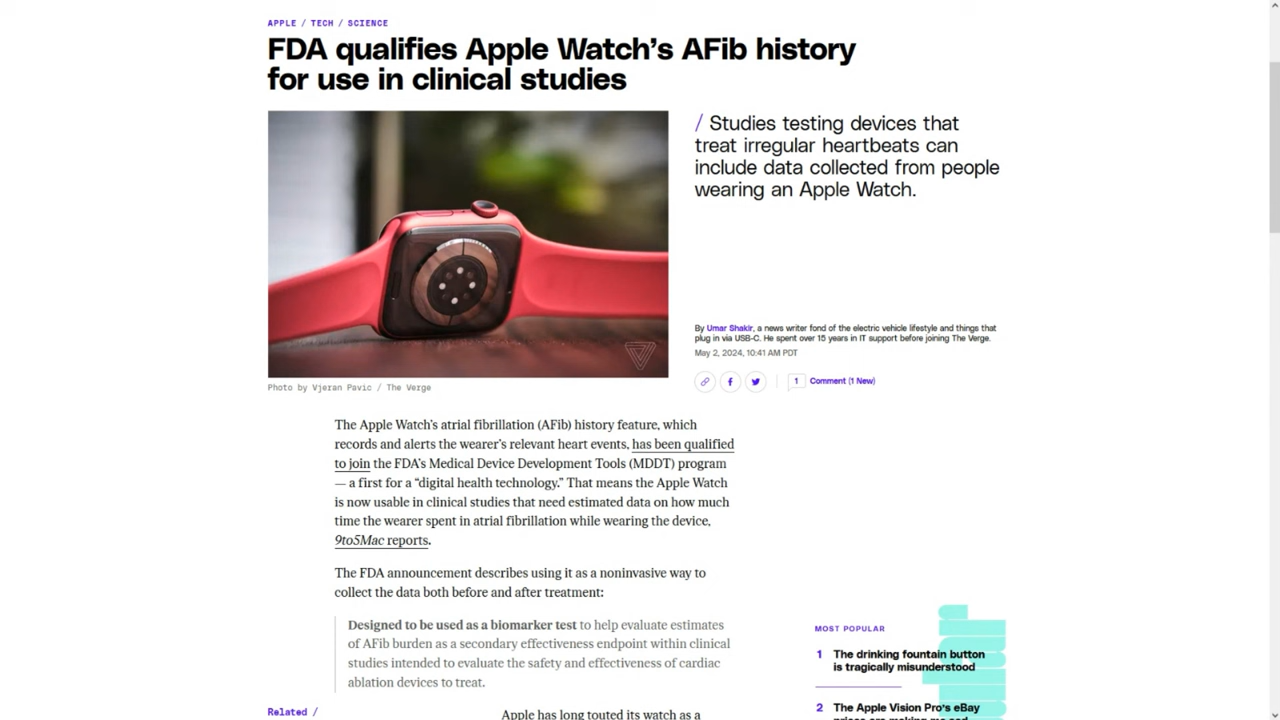 APPLE / TECH / SCIENCE
FDA qualifies Apple Watch's AFib history
for use in clinical studies
/ Studies testing devices that
treat irregular heartbeats can
include data collected from people
wearing an Apple Watch.
By Umar Shakir, a news writer fond of the electric vehicle lifestyle and things that
plug in via USB-C. He spent over 15 years in IT support before joining The Verge.
May 2, 2024, 10:41 AM PDT
1 Comment (1 New)
Photo by Vjeran Pavic / The Verge
The Apple Watch's atrial fibrillation (AFib) history feature, which
records and alerts the wearer's relevant heart events, has been qualified
to join the FDA's Medical Device Development Tools (MDDT) program
— a first for a “digital health technology.” That means the Apple Watch
is now usable in clinical studies that need estimated data on how much
time the wearer spent in atrial fibrillation while wearing the device,
9to5Mac reports.
The FDA announcement describes using it as a noninvasive way to
collect the data both before and after treatment:
Designed to be used as a biomarker test to help evaluate estimates
of AFib burden as a secondary effectiveness endpoint within clinical
studies intended to evaluate the safety and effectiveness of cardiac
ablation devices to treat.
Related /
Apple has long touted its watch as a
MOST POPULAR
1 The drinking fountain button
is tragically misunderstood
2 The Apple Vision Pro's eBay
prices are making me sad